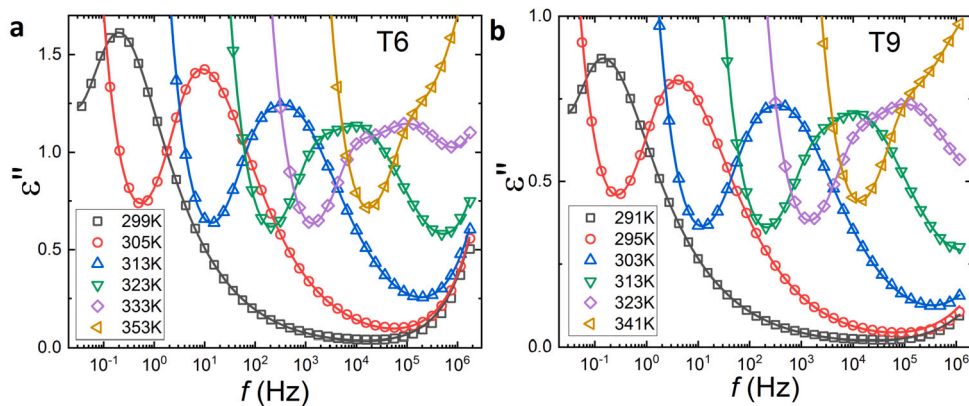 a
T6
1.5
1.0
0.5
0.0
ε"
299K
305K
313K
323K
333K
353K
10⁻¹ 10⁰ 10¹ 10² 10³ 10⁴ 10⁵ 10⁶
f (Hz)
b
T9
1.0
0.5
0.0
ε"
291K
295K
303K
313K
323K
341K
10⁻¹ 10⁰ 10¹ 10² 10³ 10⁴ 10⁵ 10⁶
f (Hz)